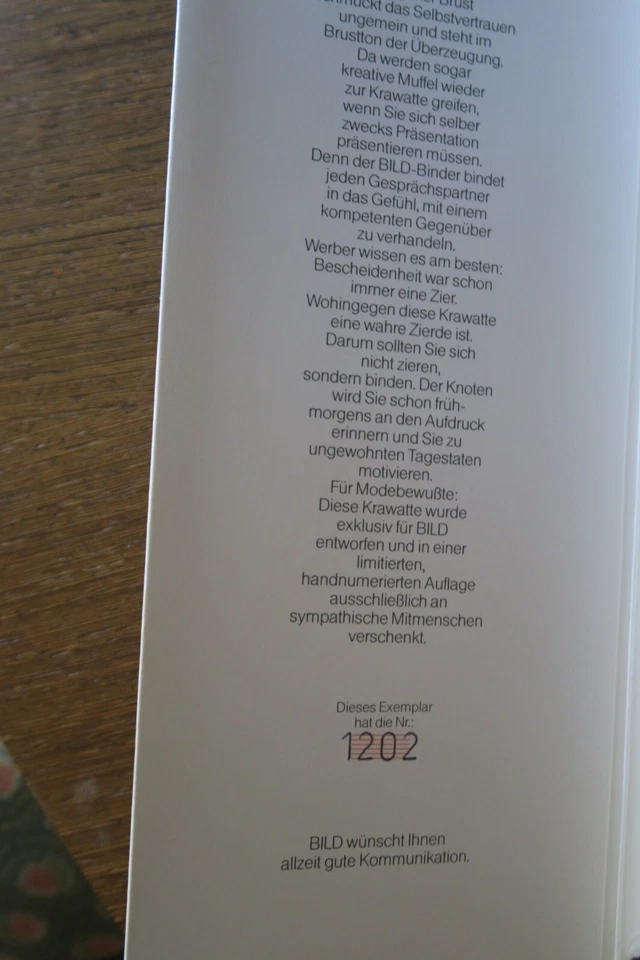 Brust
schmückt das Selbstvertrauen
ungemein und steht im
Brustton der Überzeugung.
Da werden sogar
kreative Muffel wieder
zur Krawatte greifen,
wenn Sie sich selber
zwecks Präsentation
präsentieren müssen.
Denn der BILD-Binder bindet
jeden Gesprächspartner
in das Gefühl, mit einem
kompetenten Gegenüber
zu verhandeln.
Werber wissen es am besten:
Bescheidenheit war schon
immer eine Zier.
Wohingegen diese Krawatte
eine wahre Zierde ist.
Darum sollten Sie sich
nicht zieren,
sondern binden. Der Knoten
wird Sie schon früh-
morgens an den Aufdruck
erinnern und Sie zu
ungewohnten Tagestaten
motivieren.
Für Modebewußte:
Diese Krawatte wurde
exklusiv für BILD
entworfen und in einer
limitierten,
handnumerierten Auflage
ausschließlich an
sympathische Mitmenschen
verschenkt.
Dieses Exemplar
hat die Nr.:
1202
BILD wünscht Ihnen
allzeit gute Kommunikation.